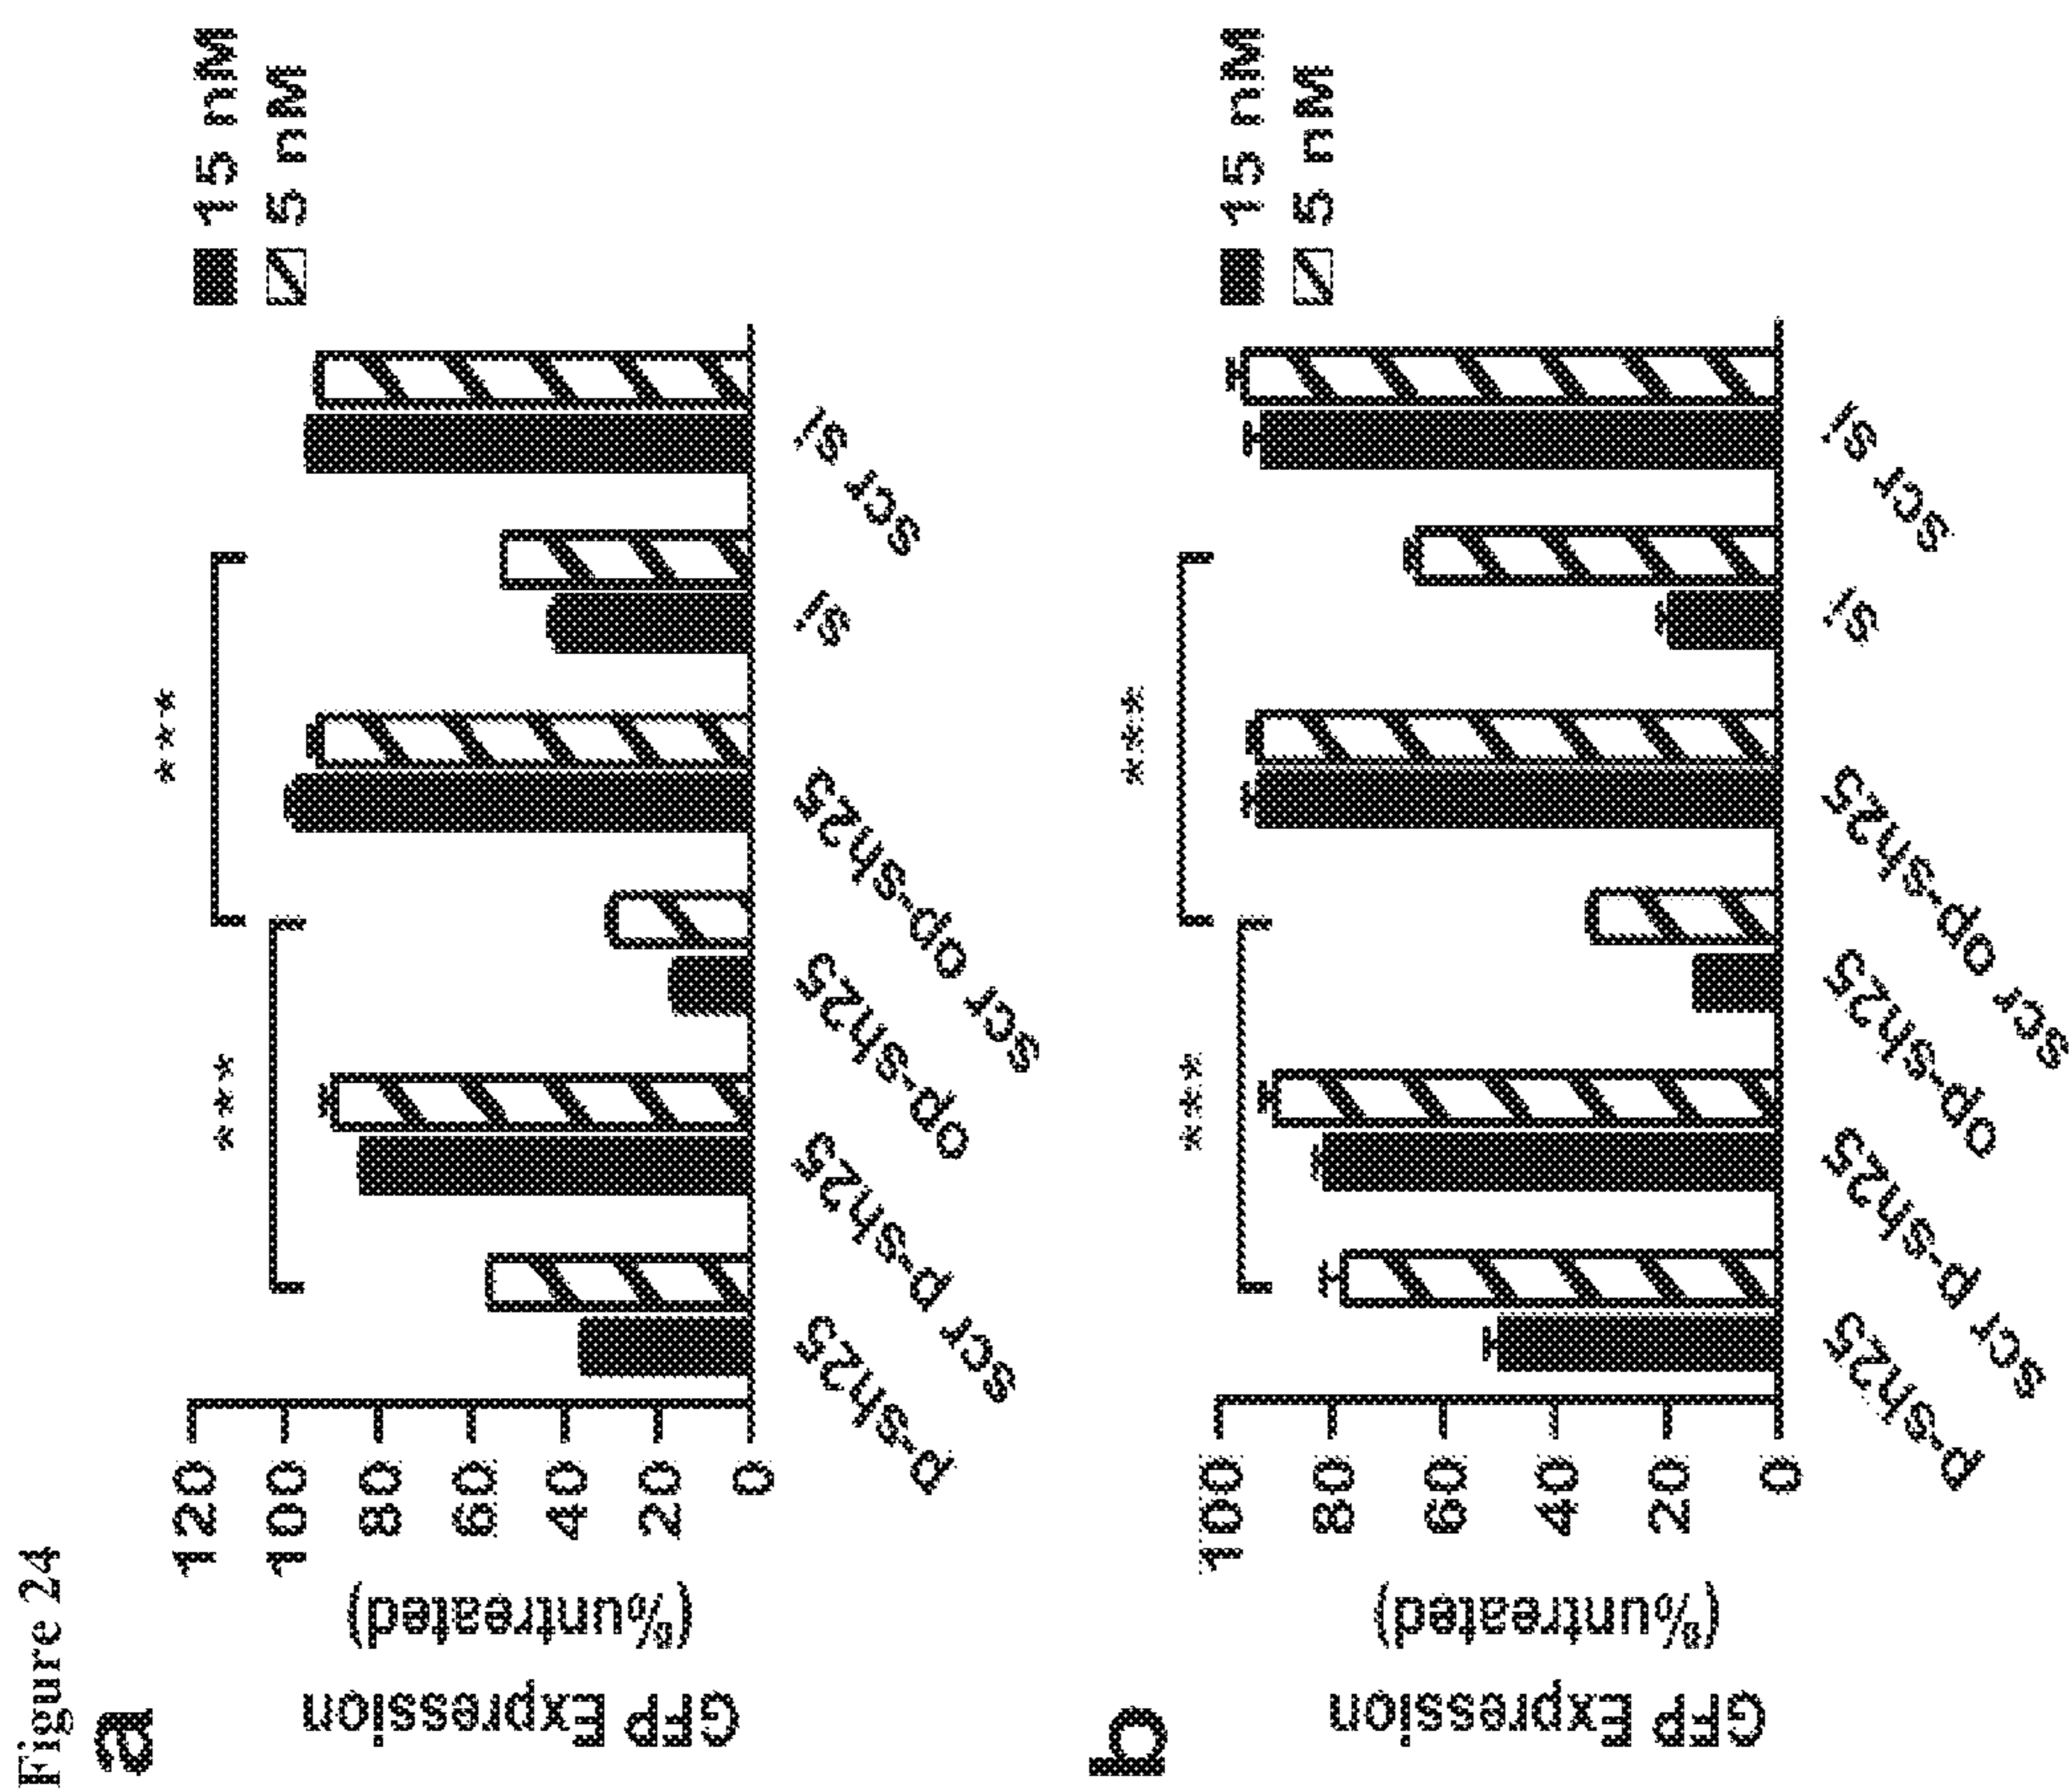 Figure 24
a
GFP Expression
(%untreated)
120
100
80
60
40
20
0
***
***
15 nM
5 nM
p-sh25
scr p-sh25
op-sh25
scr op-sh25
si
scr si
b
GFP Expression
(%untreated)
100
80
60
40
20
0
***
***
15 nM
5 nM
p-sh25
scr p-sh25
op-sh25
scr op-sh25
si
scr si